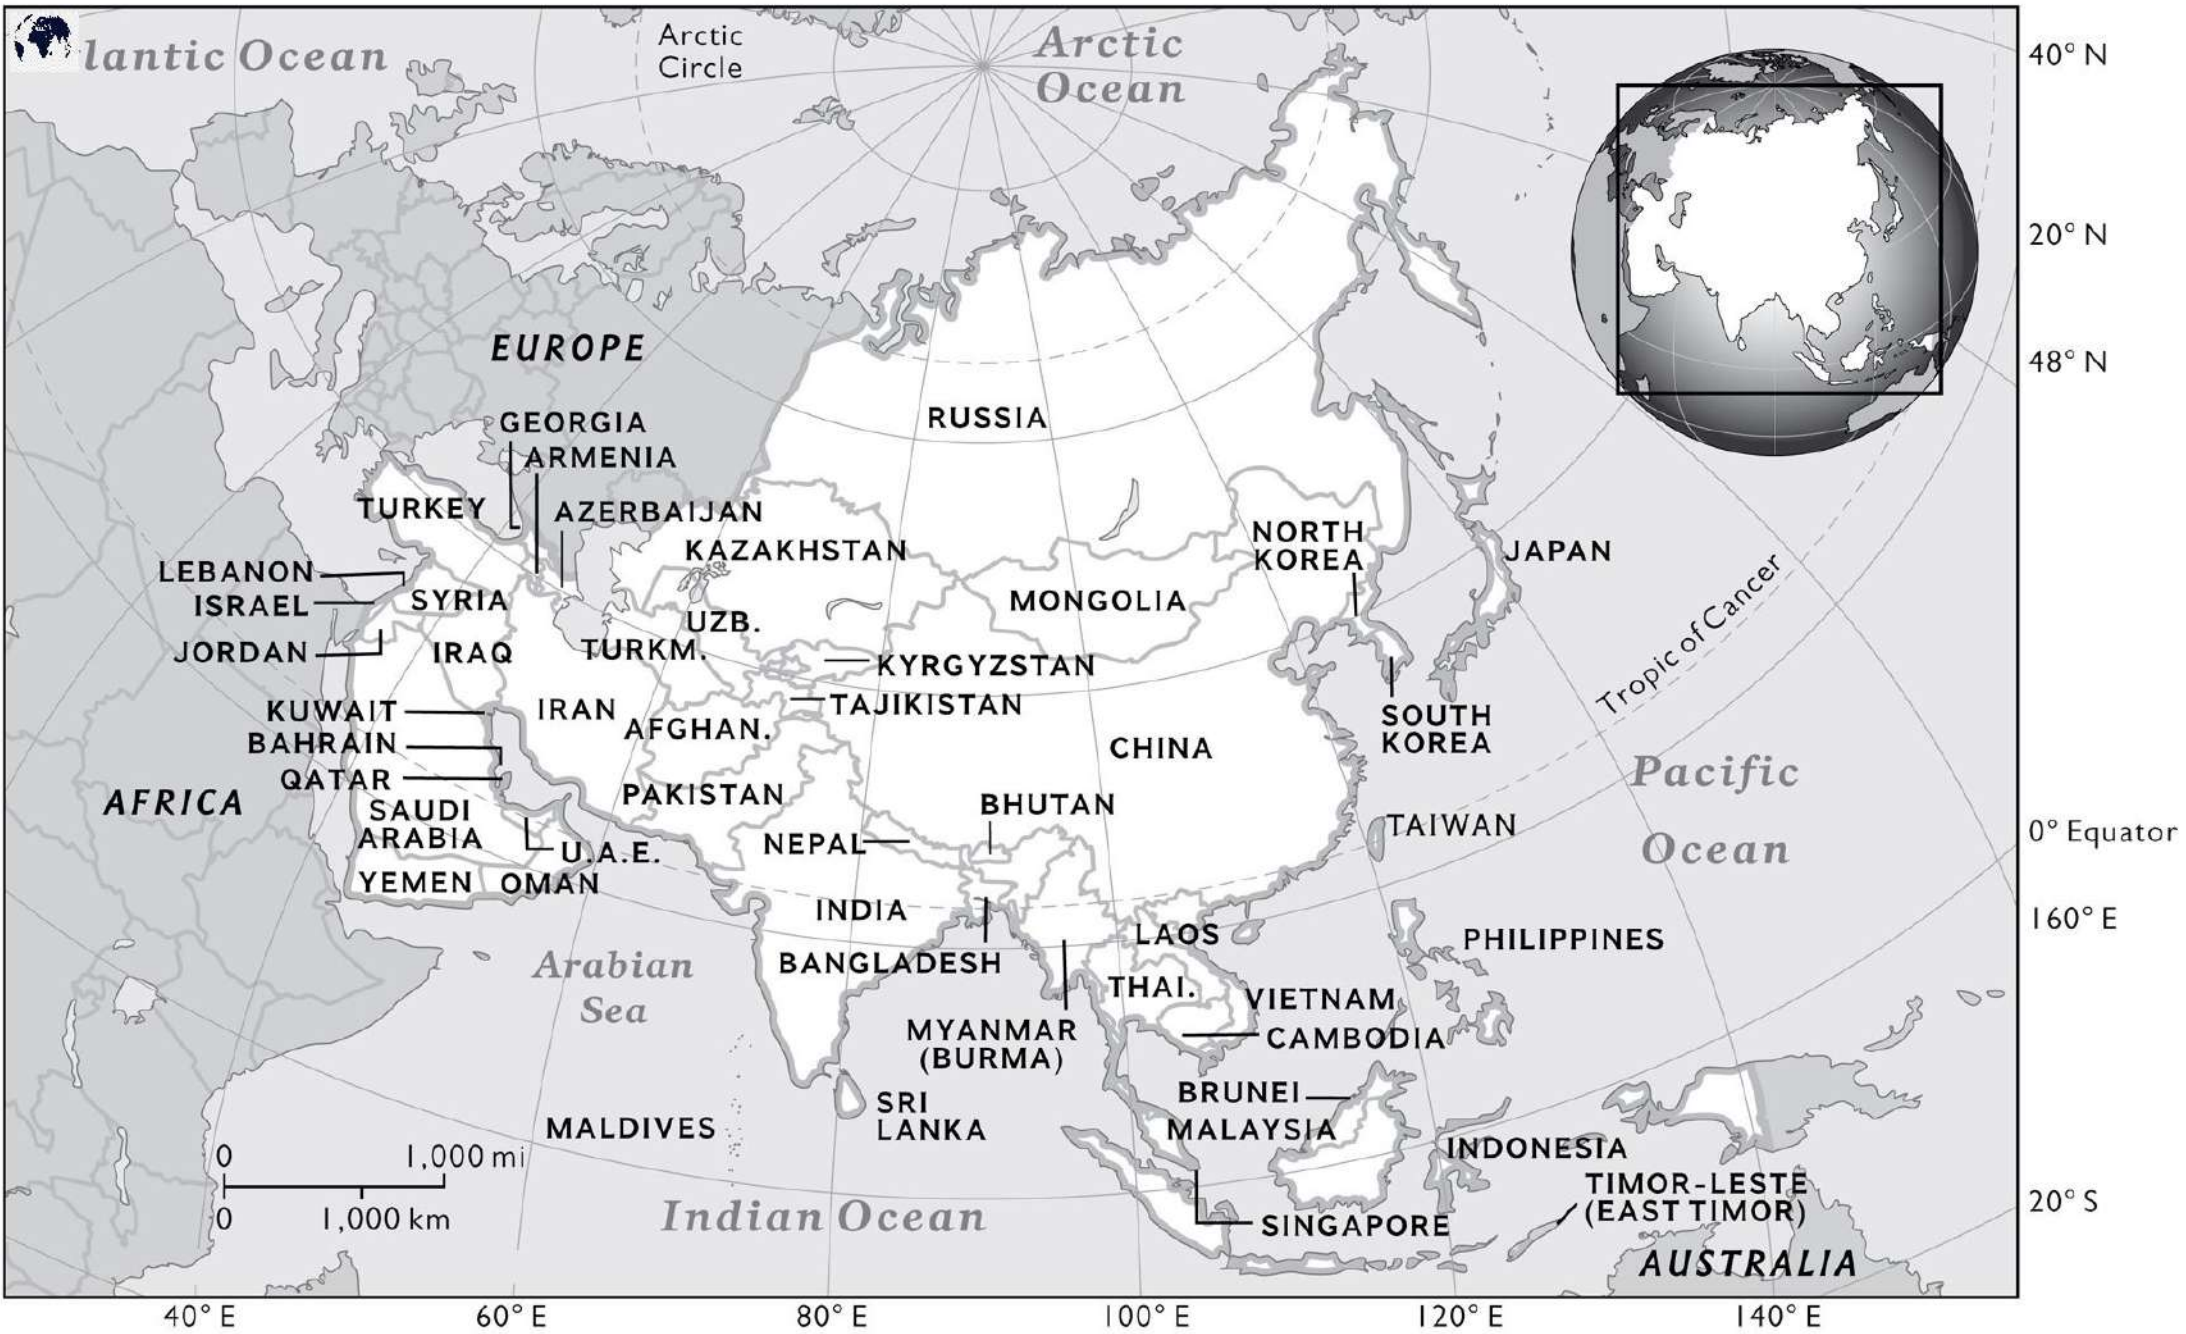 lantic Ocean
Arctic
Circle
Arctic
Ocean
40° N
20° N
48° N
EUROPE
RUSSIA
GEORGIA
ARMENIA
TURKEY
AZERBAIJAN
KAZAKHSTAN
NORTH
KOREA
JAPAN
LEBANON
ISRAEL
SYRIA
MONGOLIA
UZB.
JORDAN
IRAQ
TURKM.
KYRGYZSTAN
Tropic of Cancer
TAJIKISTAN
KUWAIT
IRAN
AFGHAN.
SOUTH
KOREA
BAHRAIN
CHINA
QATAR
Pacific
Ocean
AFRICA
SAUDI
ARABIA
PAKISTAN
BHUTAN
TAIWAN
0° Equator
NEPAL
U.A.E.
YEMEN
OMAN
INDIA
160° E
LAOS
PHILIPPINES
Arabian
Sea
BANGLADESH
THAI.
VIETNAM
MYANMAR
(BURMA)
CAMBODIA
BRUNEI
SRI
LANKA
MALDIVES
MALAYSIA
INDONESIA
0 1,000 mi
0 1,000 km
TIMOR-LESTE
(EAST TIMOR)
20° S
Indian Ocean
SINGAPORE
AUSTRALIA
40° E
60° E
80° E
100° E
120° E
140° E